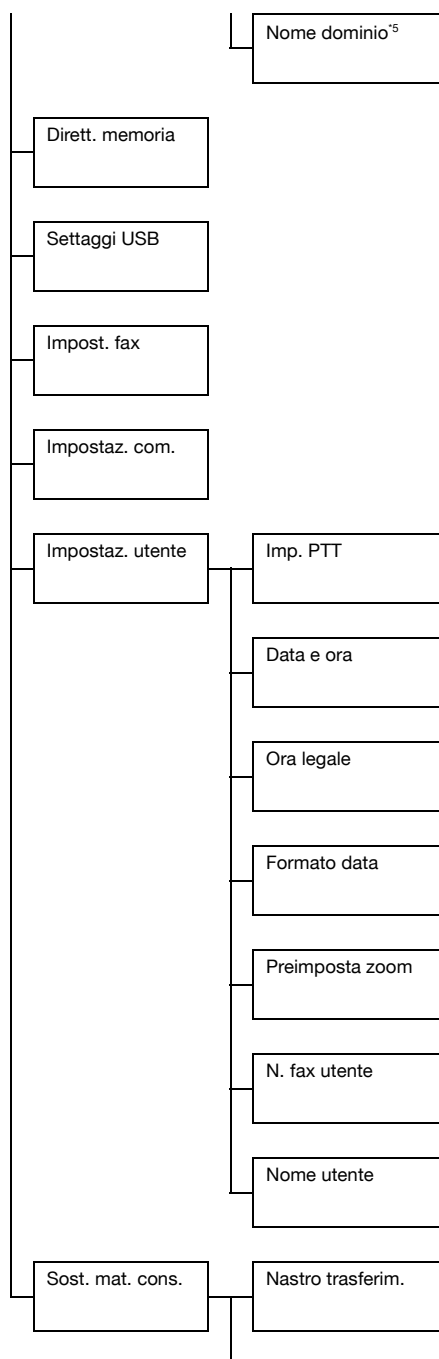 Nome dominio*5
Dirett. memoria
Settaggi USB
Impost. fax
Impostaz. com.
Impostaz. utente
Imp. PTT
Data e ora
Ora legale
Formato data
Preimposta zoom
N. fax utente
Nome utente
Sost. mat. cons.
Nastro trasferim.